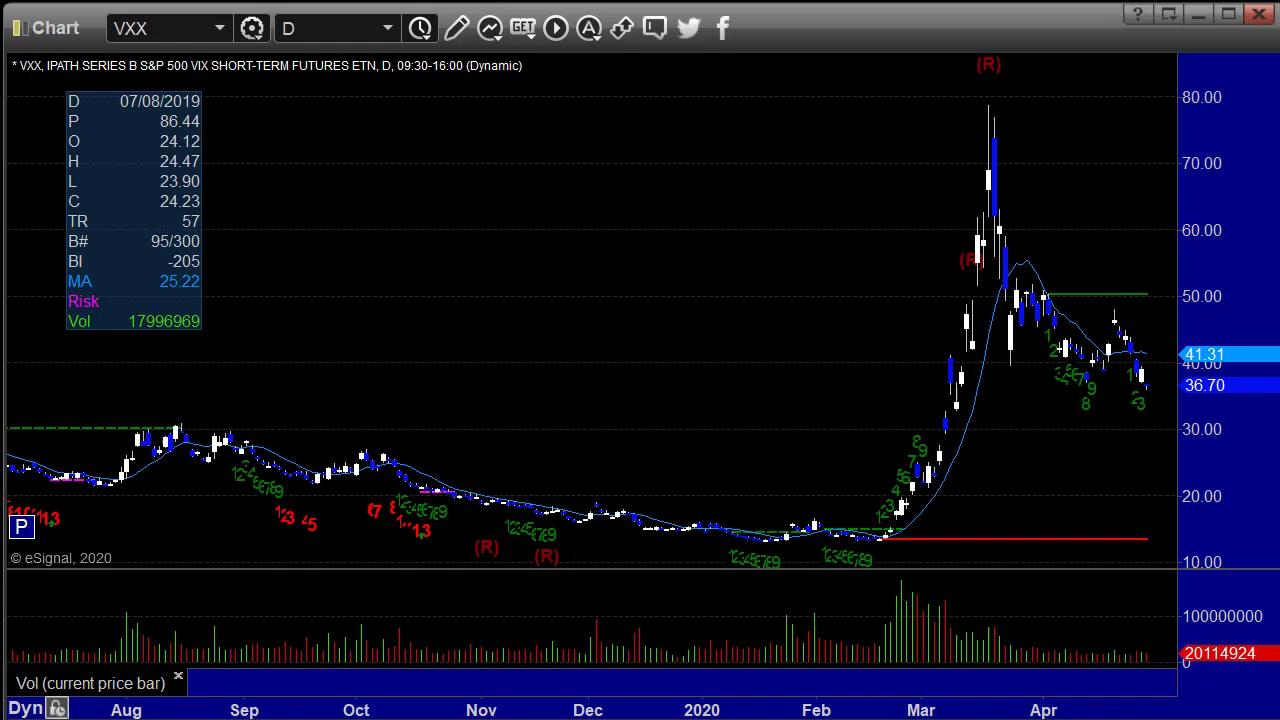 Chart VXX D GET A ?
* VXX, IPATH SERIES B S&P 500 VIX SHORT-TERM FUTURES ETN, D, 09:30-16:00 (Dynamic)
(R)
D 07/08/2019
P 86.44
O 24.12
H 24.47
L 23.90
C 24.23
TR 57
B# 95/300
BI -205
MA 25.22
Risk
Vol 17996969
80.00
70.00
60.00
(R)
50.00
41.31
40.00
36.70
30.00
20.00
10.00
P
(R)
(R)
© eSignal, 2020
100000000
20114924
0
Vol (current price bar) ×
Dyn Aug Sep Oct Nov Dec 2020 Feb Mar Apr